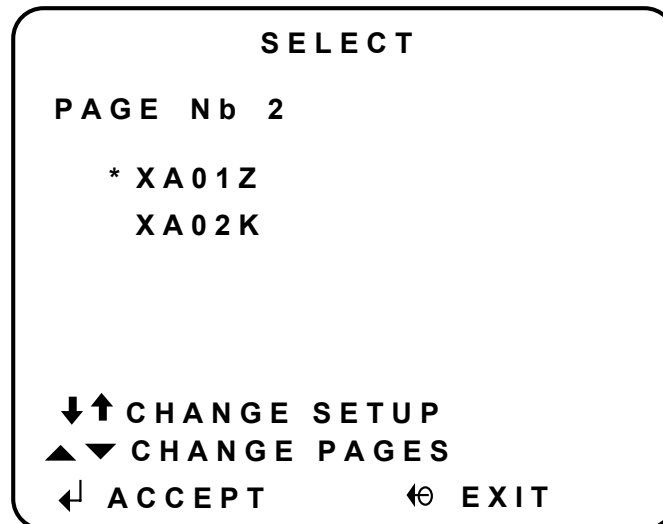 SELECT
PAGE Nb 2
* XA01Z
XA02K
CHANGE SETUP
CHANGE PAGES
ACCEPT EXIT